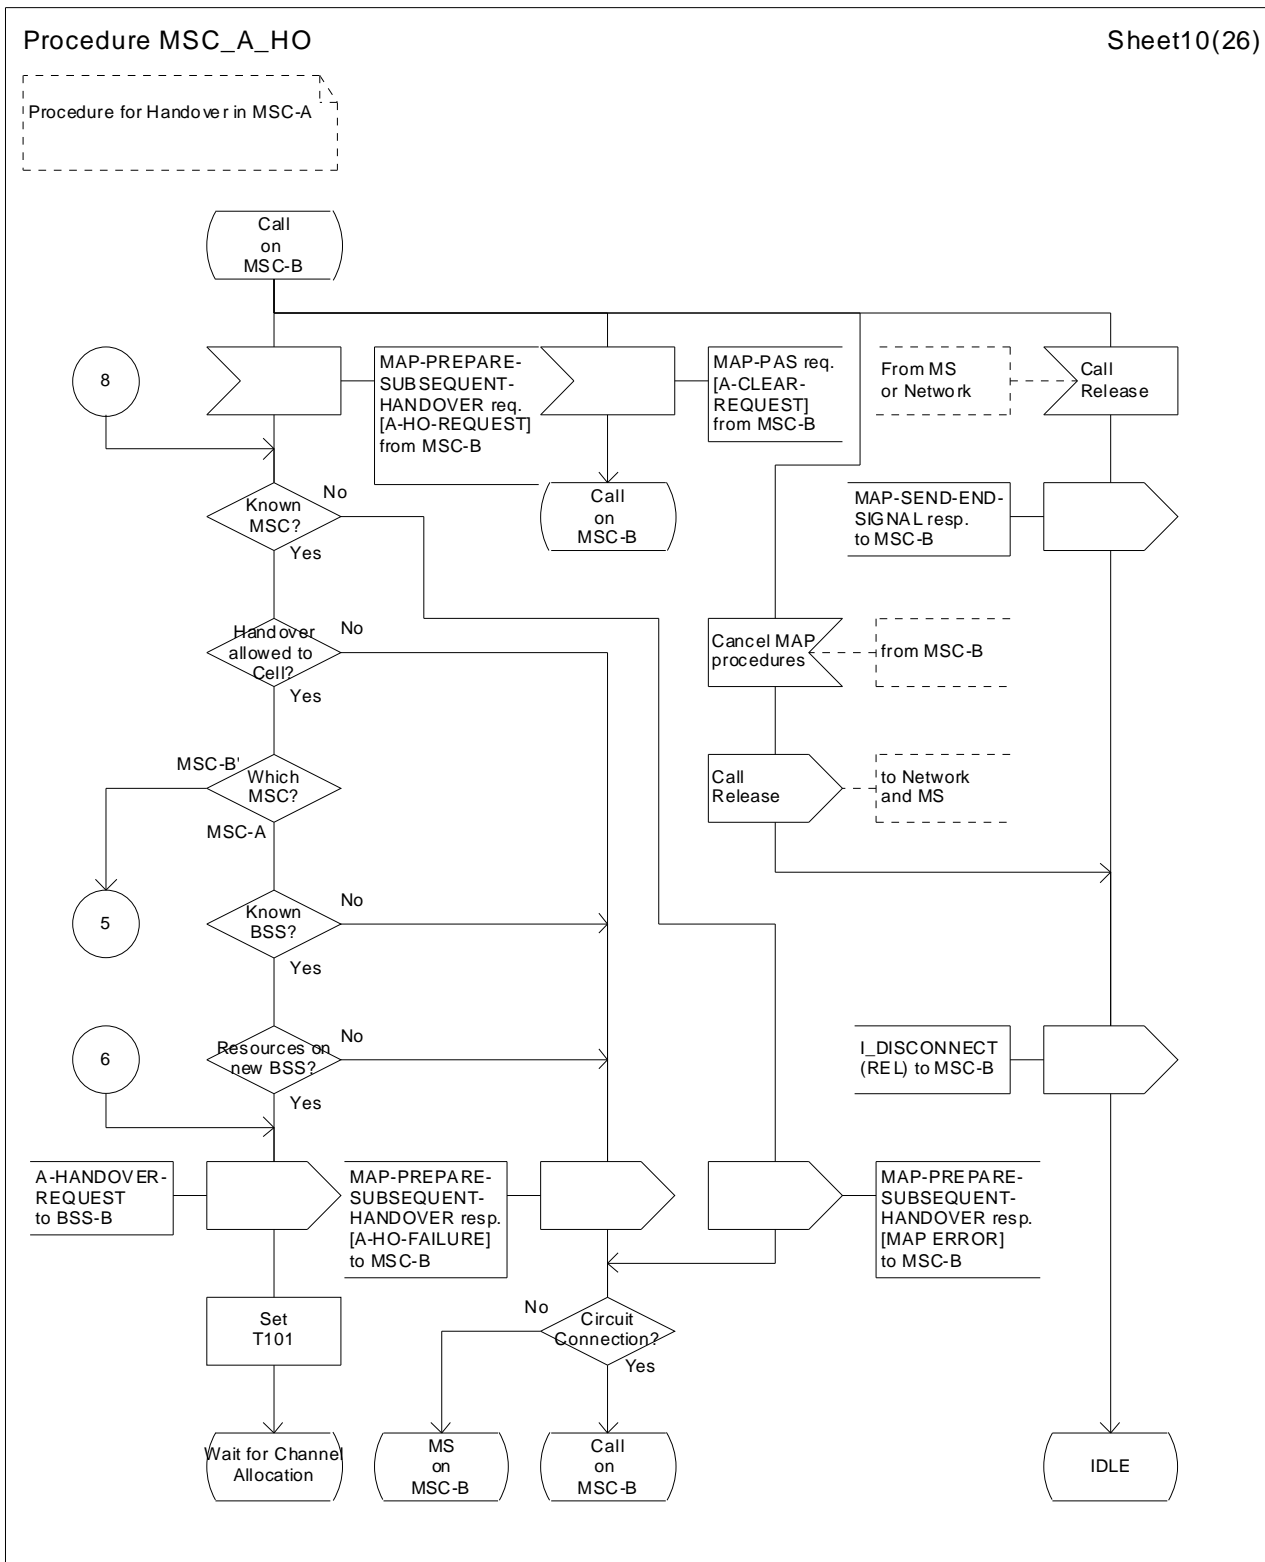 Procedure MSC_A_HO
Sheet10(26)
Procedure for Handover in MSC-A
Call
on
MSC-B
8
MAP-PREPARE-
SUBSEQUENT-
HANDOVER req.
[A-HO-REQUEST]
from MSC-B
MAP-PAS req.
[A-CLEAR-
REQUEST]
from MSC-B
From MS
or Network
Call
Release
Known
MSC?
No
Yes
Call
on
MSC-B
MAP-SEND-END-
SIGNAL resp.
to MSC-B
Handover
allowed to
Cell?
No
Yes
Cancel MAP
procedures
from MSC-B
MSC-B'
Which
MSC?
MSC-A
Call
Release
to Network
and MS
5
Known
BSS?
No
Yes
6
Resources on
new BSS?
No
Yes
I_DISCONNECT
(REL) to MSC-B
A-HANDOVER-
REQUEST
to BSS-B
MAP-PREPARE-
SUBSEQUENT-
HANDOVER resp.
[A-HO-FAILURE]
to MSC-B
MAP-PREPARE-
SUBSEQUENT-
HANDOVER resp.
[MAP ERROR]
to MSC-B
Set
T101
No
Circuit
Connection?
Yes
Wait for Channel
Allocation
MS
on
MSC-B
Call
on
MSC-B
IDLE